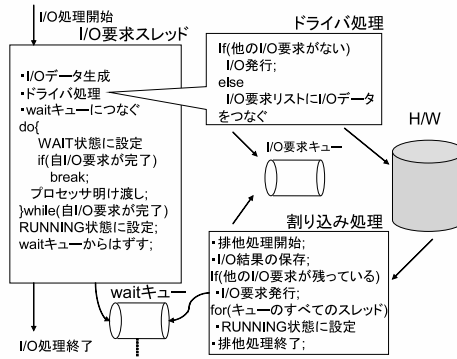 I/O処理開始
I/O要求スレッド
・I/Oデータ生成
・ドライバ処理
・waitキューにつなぐ
do{
WAIT状態に設定
if(自I/O要求が完了)
break;
プロセッサ明け渡し;
}while(自I/O要求が完了)
RUNNING状態に設定;
waitキューからはずす;
I/O処理終了
ドライバ処理
If(他のI/O要求がない)
I/O発行;
else
I/O要求リストにI/Oデータ
をつなぐ
I/O要求キュー
H/W
割り込み処理
・排他処理開始;
・I/O結果の保存;
If(他のI/O要求が残っている)
・I/O要求発行;
for(キューのすべてのスレッド)
・RUNNING状態に設定
・排他処理終了;
waitキュー